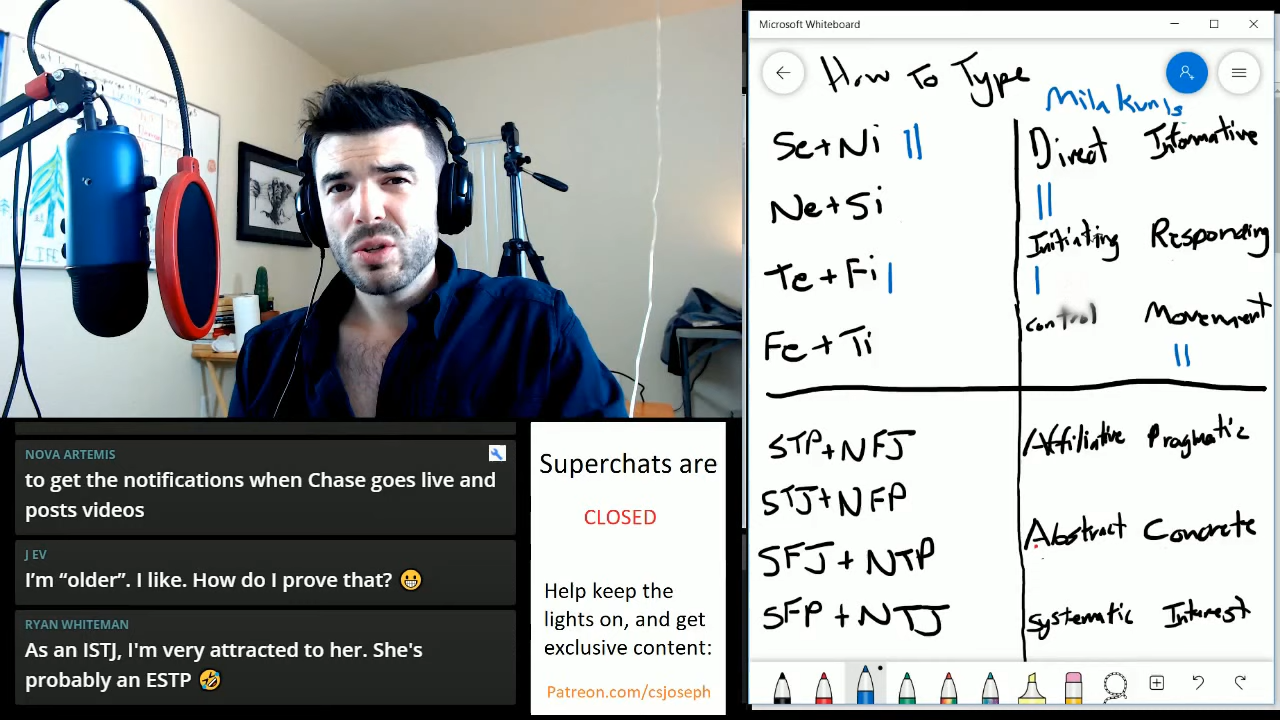 Microsoft Whiteboard
How To Type
Mila Kunis
Se+Ni ||
Direct Informative
||
Ne+Si
Initiating Responding
|
Te + Fi |
control Movement
||
Fe + Ti
STP+NFJ
Affiliative Pragmatic
STJ+NFP
Abstract Concrete
SFJ + NTP
SFP + NTJ
Systematic Interest
LIFE
NOVA ARTEMIS
to get the notifications when Chase goes live and
posts videos
J EV
I'm “older”. I like. How do I prove that? 😀
RYAN WHITEMAN
As an ISTJ, I'm very attracted to her. She's
probably an ESTP 🤣
Superchats are
CLOSED
Help keep the
lights on, and get
exclusive content:
Patreon.com/csjoseph